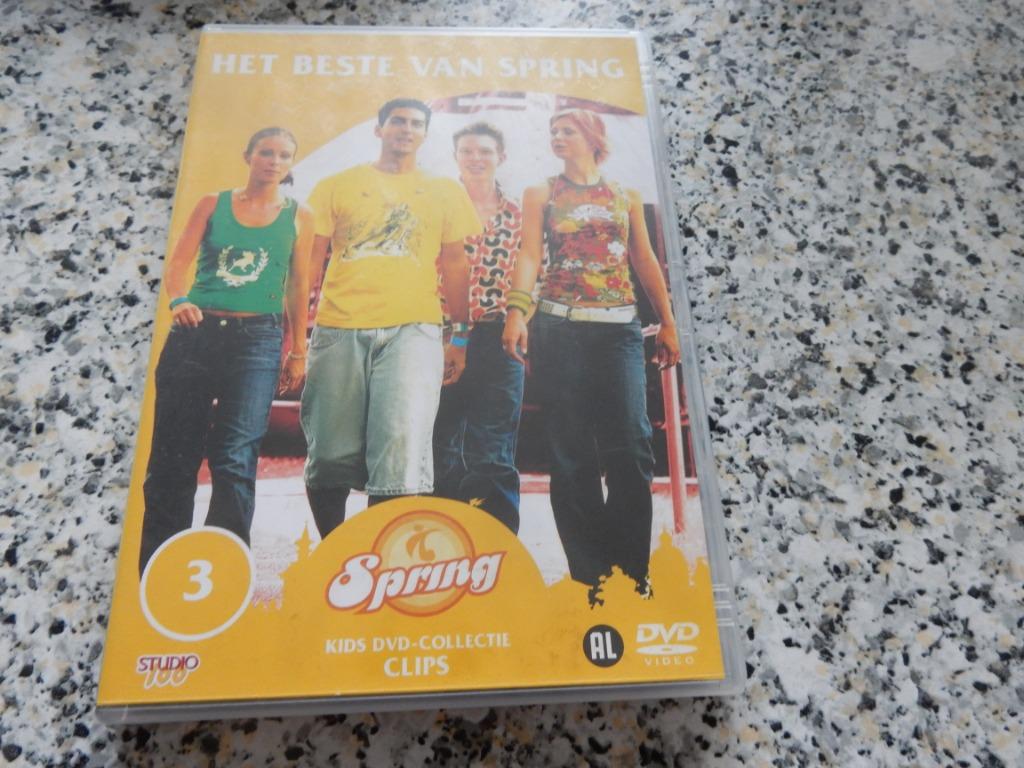 HET BESTE VAN SPRING
3
Spring
KIDS DVD-COLLECTIE
CLIPS
STUDIO
100
AL
DVD
VIDEO